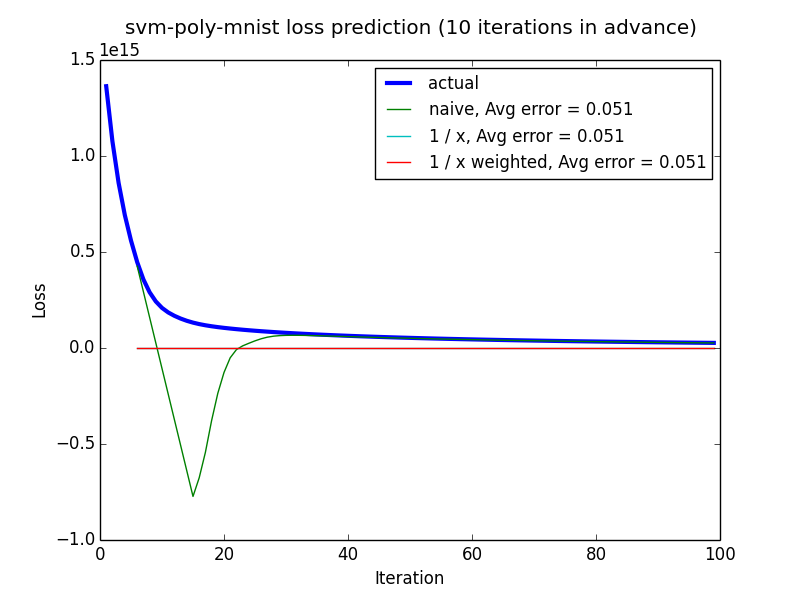 svm-poly-mnist loss prediction (10 iterations in advance)
1e15
1.5
1.0
0.5
0.0
−0.5
−1.0
Loss
actual
naive, Avg error = 0.051
1 / x, Avg error = 0.051
1 / x weighted, Avg error = 0.051
0 20 40 60 80 100
Iteration